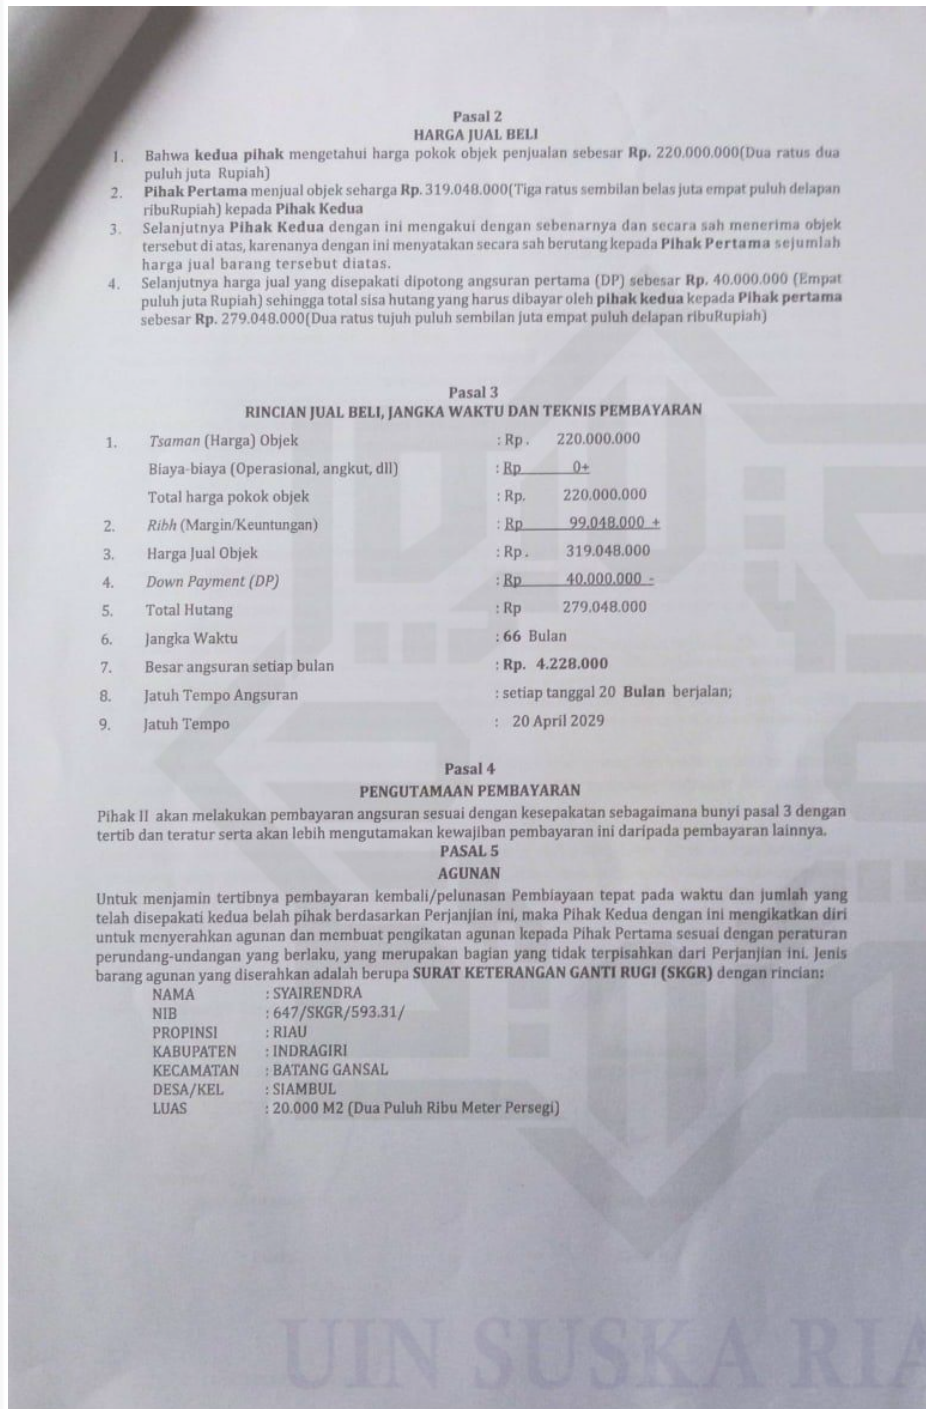 Pasal 2
HARGA JUAL BELI
1. Bahwa kedua pihak mengetahui harga pokok objek penjualan sebesar Rp. 220.000.000(Dua ratus dua
puluh juta Rupiah)
2. Pihak Pertama menjual objek seharga Rp. 319.048.000(Tiga ratus sembilan belas juta empat puluh delapan
ribuRupiah) kepada Pihak Kedua
3. Selanjutnya Pihak Kedua dengan ini mengakui dengan sebenarnya dan secara sah menerima objek
tersebut di atas, karenanya dengan ini menyatakan secara sah berutang kepada Pihak Pertama sejumlah
harga jual barang tersebut diatas.
4. Selanjutnya harga jual yang disepakati dipotong angsuran pertama (DP) sebesar Rp. 40.000.000 (Empat
puluh juta Rupiah) sehingga total sisa hutang yang harus dibayar oleh pihak kedua kepada Pihak pertama
sebesar Rp. 279.048.000(Dua ratus tujuh puluh sembilan juta empat puluh delapan ribuRupiah)
Pasal 3
RINCIAN JUAL BELI, JANGKA WAKTU DAN TEKNIS PEMBAYARAN
1. Tsaman (Harga) Objek : Rp. 220.000.000
Biaya-biaya (Operasional, angkut, dll) : Rp 0+
Total harga pokok objek : Rp. 220.000.000
2. Ribh (Margin/Keuntungan) : Rp 99.048.000 +
3. Harga Jual Objek : Rp. 319.048.000
4. Down Payment (DP) : Rp 40.000.000 -
5. Total Hutang : Rp 279.048.000
6. Jangka Waktu : 66 Bulan
7. Besar angsuran setiap bulan : Rp. 4.228.000
8. Jatuh Tempo Angsuran : setiap tanggal 20 Bulan berjalan;
9. Jatuh Tempo : 20 April 2029
Pasal 4
PENGUTAMAAN PEMBAYARAN
Pihak II akan melakukan pembayaran angsuran sesuai dengan kesepakatan sebagaimana bunyi pasal 3 dengan
tertib dan teratur serta akan lebih mengutamakan kewajiban pembayaran ini daripada pembayaran lainnya.
PASAL 5
AGUNAN
Untuk menjamin tertibnya pembayaran kembali/pelunasan Pembiayaan tepat pada waktu dan jumlah yang
telah disepakati kedua belah pihak berdasarkan Perjanjian ini, maka Pihak Kedua dengan ini mengikatkan diri
untuk menyerahkan agunan dan membuat pengikatan agunan kepada Pihak Pertama sesuai dengan peraturan
perundang-undangan yang berlaku, yang merupakan bagian yang tidak terpisahkan dari Perjanjian ini. Jenis
barang agunan yang diserahkan adalah berupa SURAT KETERANGAN GANTI RUGI (SKGR) dengan rincian:
NAMA : SYAIRENDRA
NIB : 647/SKGR/593.31/
PROPINSI : RIAU
KABUPATEN : INDRAGIRI
KECAMATAN : BATANG GANSAL
DESA/KEL : SIAMBUL
LUAS : 20.000 M2 (Dua Puluh Ribu Meter Persegi)
UIN SUSKA RIA